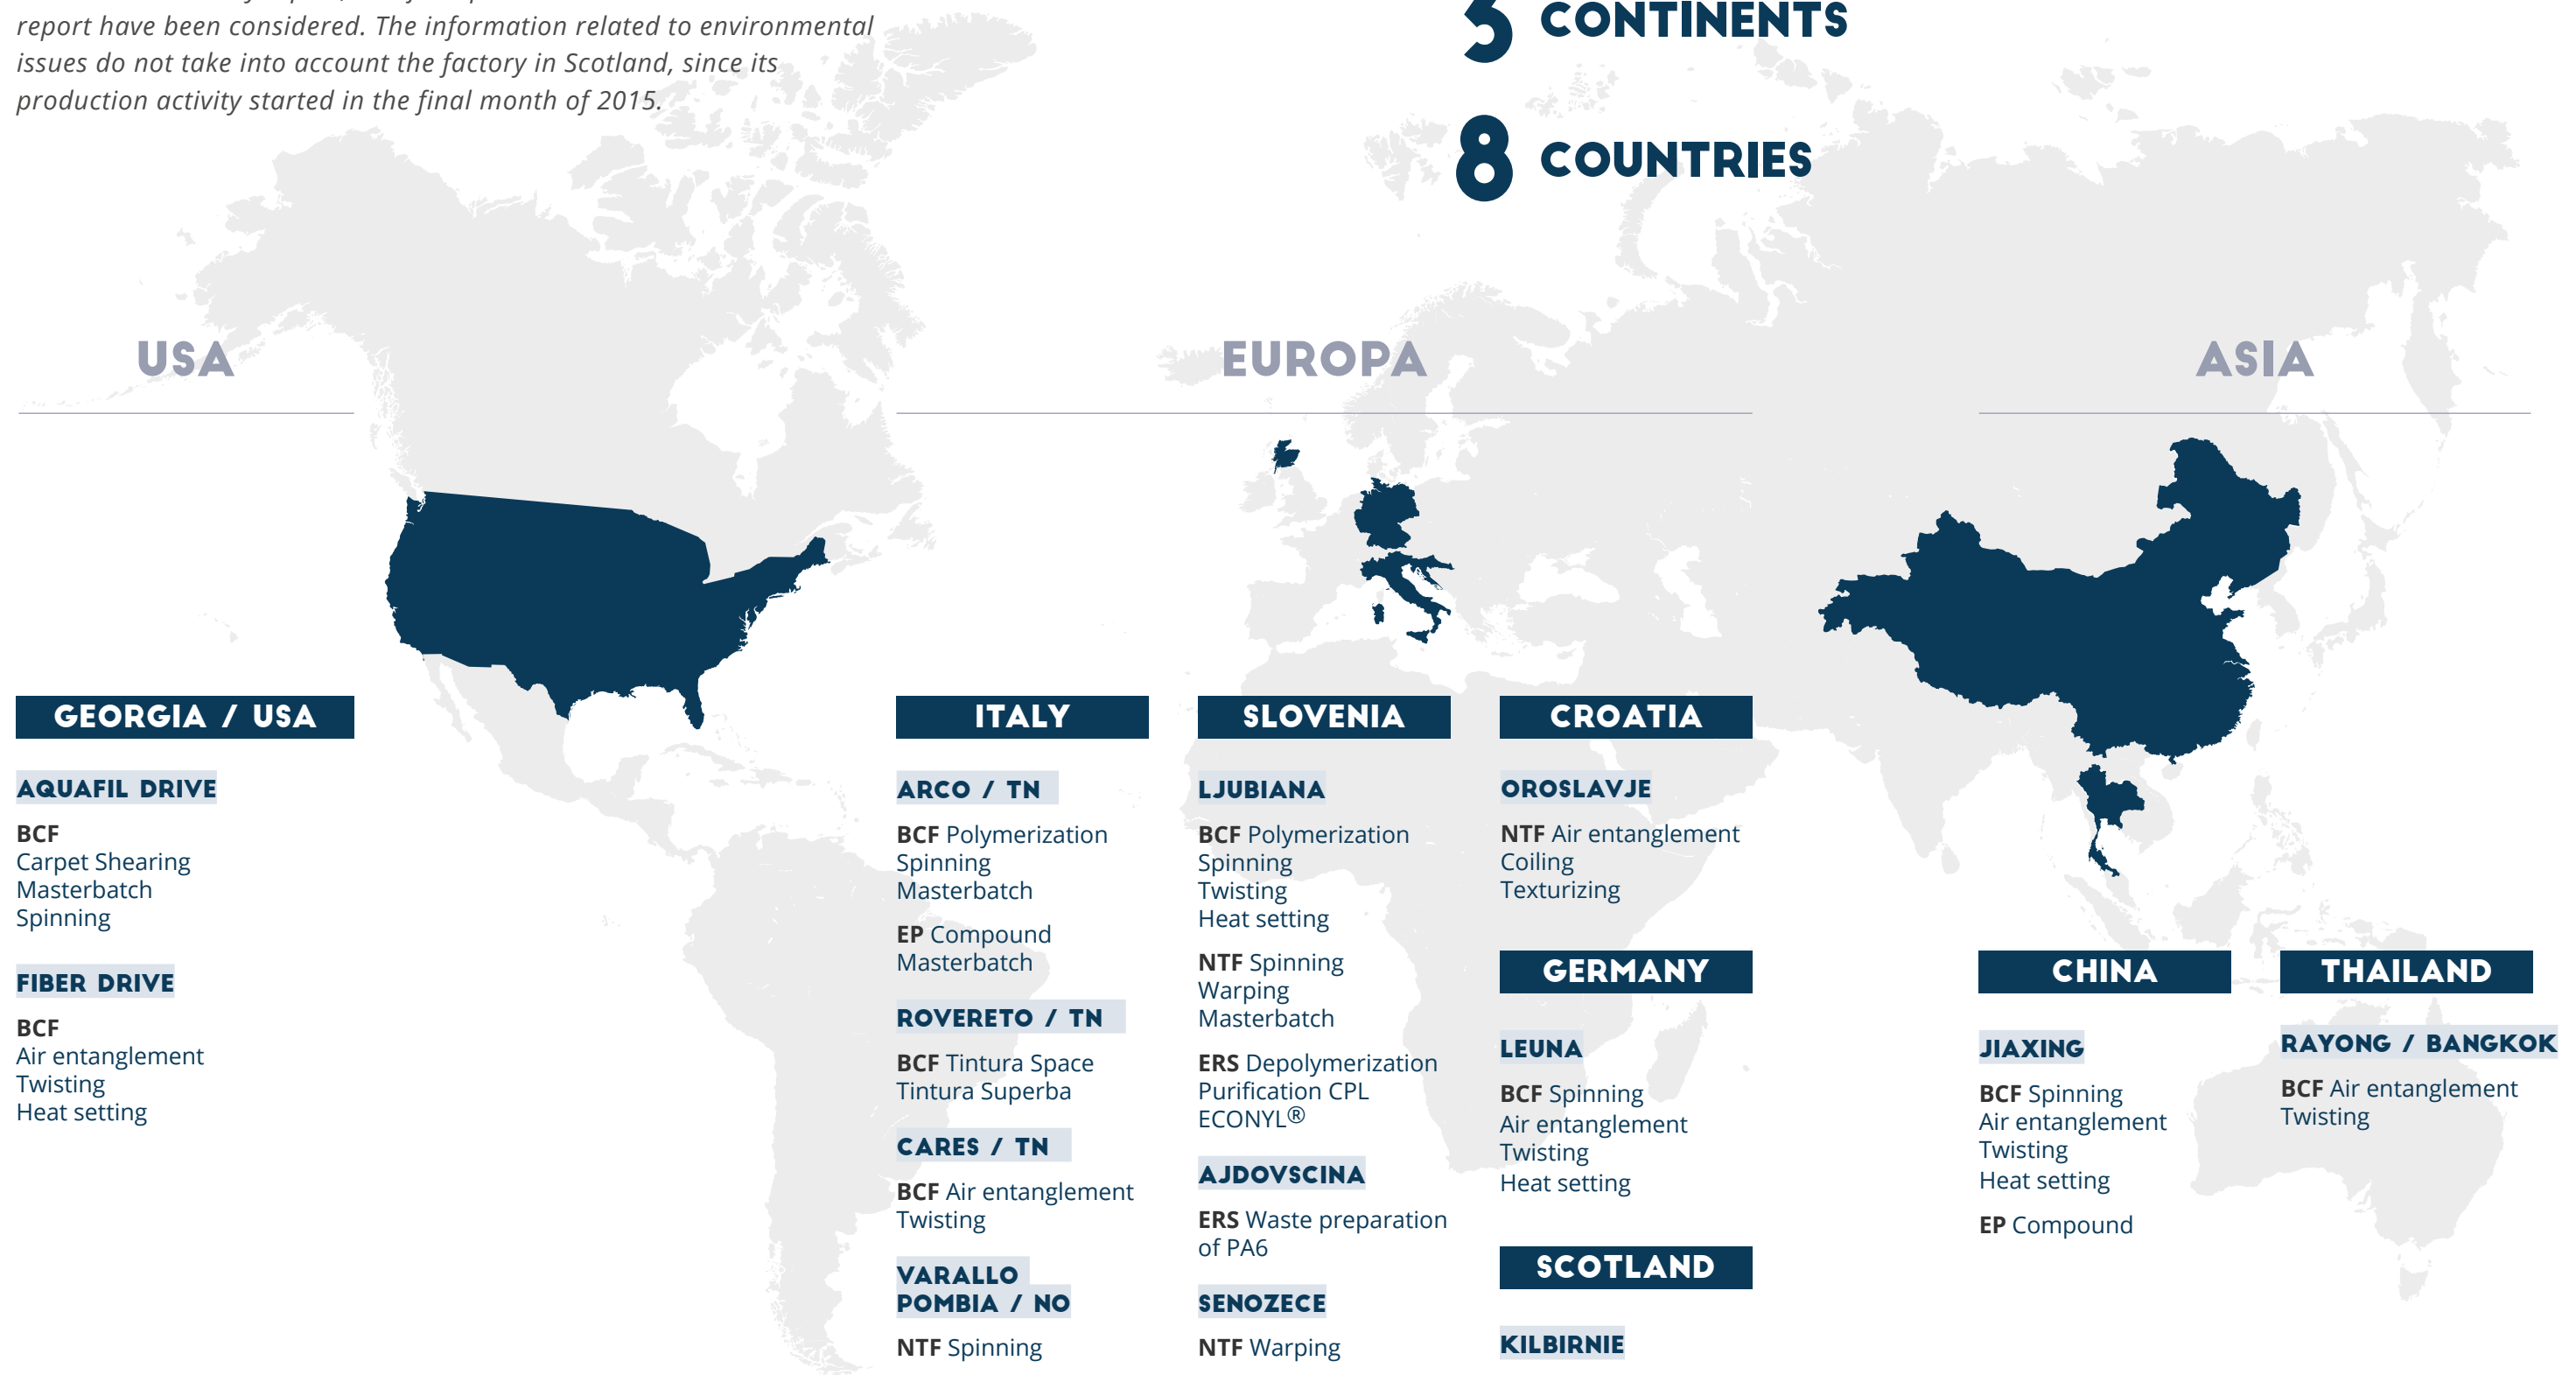 report have been considered. The information related to environmental
issues do not take into account the factory in Scotland, since its
production activity started in the final month of 2015.
CONTINENTS
8 COUNTRIES
USA
EUROPA
ASIA
GEORGIA / USA
AQUAFIL DRIVE
BCF
Carpet Shearing
Masterbatch
Spinning
FIBER DRIVE
BCF
Air entanglement
Twisting
Heat setting
ITALY
ARCO / TN
BCF Polymerization
Spinning
Masterbatch
EP Compound
Masterbatch
ROVERETO / TN
BCF Tintura Space
Tintura Superba
CARES / TN
BCF Air entanglement
Twisting
VARALLO
POMBIA / NO
NTF Spinning
SLOVENIA
LJUBIANA
BCF Polymerization
Spinning
Twisting
Heat setting
NTF Spinning
Warping
Masterbatch
ERS Depolymerization
Purification CPL
ECONYL®
AJDOVSCINA
ERS Waste preparation
of PA6
SENOZECE
NTF Warping
CROATIA
OROSLAVJE
NTF Air entanglement
Coiling
Texturizing
GERMANY
LEUNA
BCF Spinning
Air entanglement
Twisting
Heat setting
SCOTLAND
KILBIRNIE
CHINA
JIAXING
BCF Spinning
Air entanglement
Twisting
Heat setting
EP Compound
THAILAND
RAYONG / BANGKOK
BCF Air entanglement
Twisting